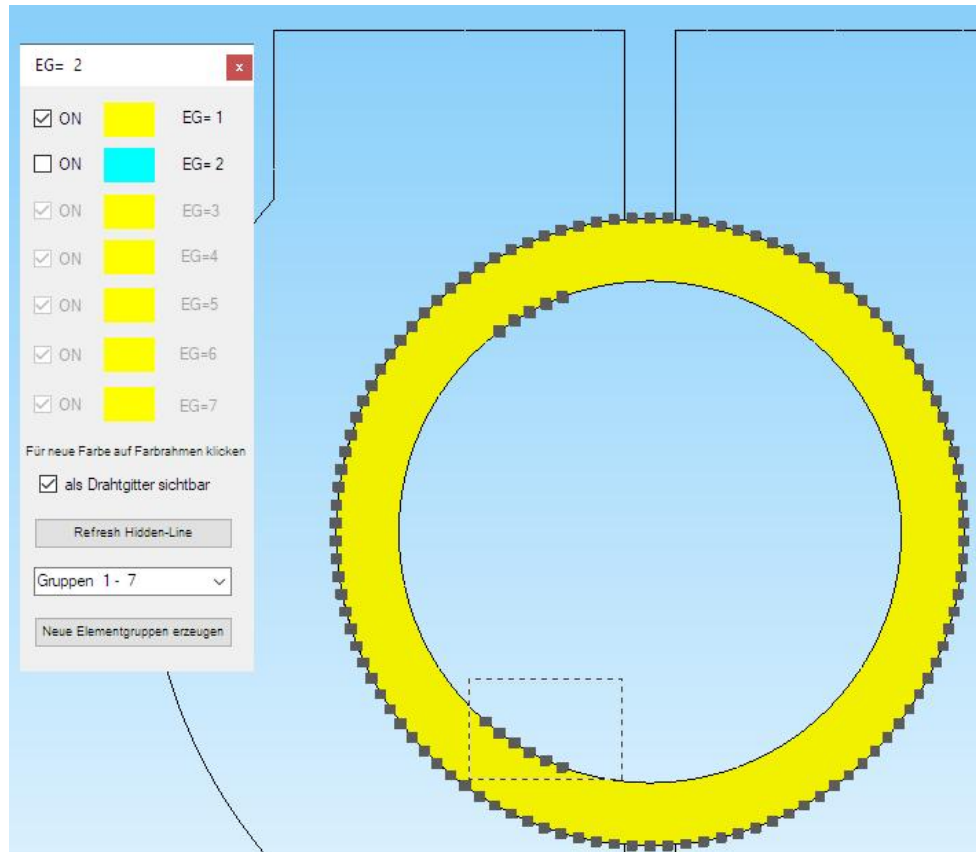 EG= 2
x
ON EG= 1
ON EG= 2
ON EG=3
ON EG=4
ON EG=5
ON EG=6
ON EG=7
Für neue Farbe auf Farbrahmen klicken
als Drahtgitter sichtbar
Refresh Hidden-Line
Gruppen 1 - 7
Neue Elementgruppen erzeugen